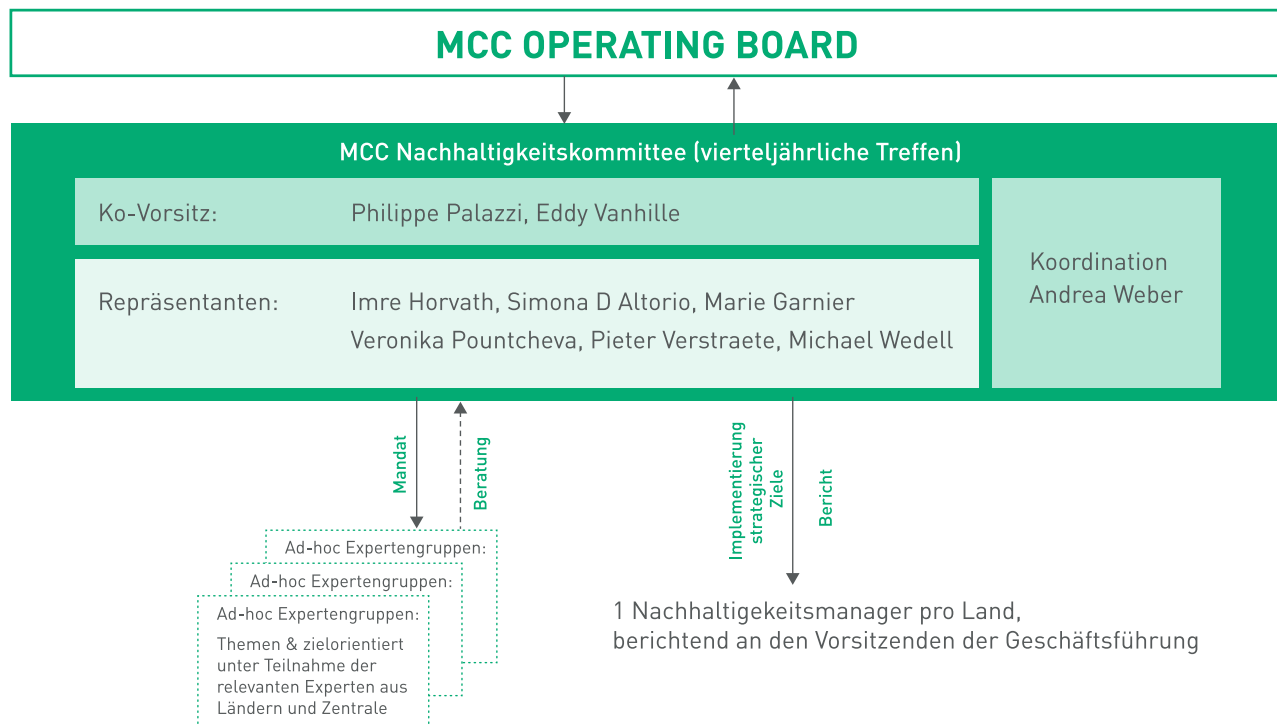 MCC OPERATING BOARD
MCC Nachhaltigkeitskommittee (vierteljährliche Treffen)
Ko-Vorsitz: Philippe Palazzi, Eddy Vanhille
Repräsentanten: Imre Horvath, Simona D Altorio, Marie Garnier
Veronika Pountcheva, Pieter Verstraete, Michael Wedell
Koordination
Andrea Weber
Mandat
Beratung
Implementierung
strategischer
Ziele
Bericht
Ad-hoc Expertengruppen:
Ad-hoc Expertengruppen:
Ad-hoc Expertengruppen:
Themen & zielorientiert
unter Teilnahme der
relevanten Experten aus
Ländern und Zentrale
1 Nachhaltigekeitsmanager pro Land,
berichtend an den Vorsitzenden der Geschäftsführung